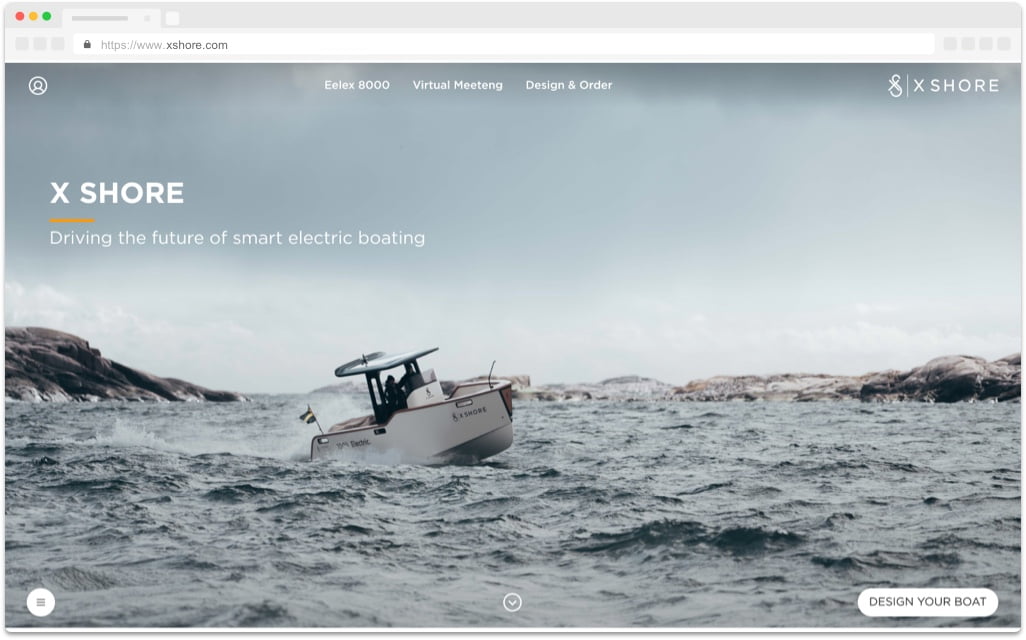 https://www.xshore.com
Eelex 8000 Virtual Meeteng Design & Order
X SHORE
X SHORE
Driving the future of smart electric boating
X SHORE
Electric.
DESIGN YOUR BOAT